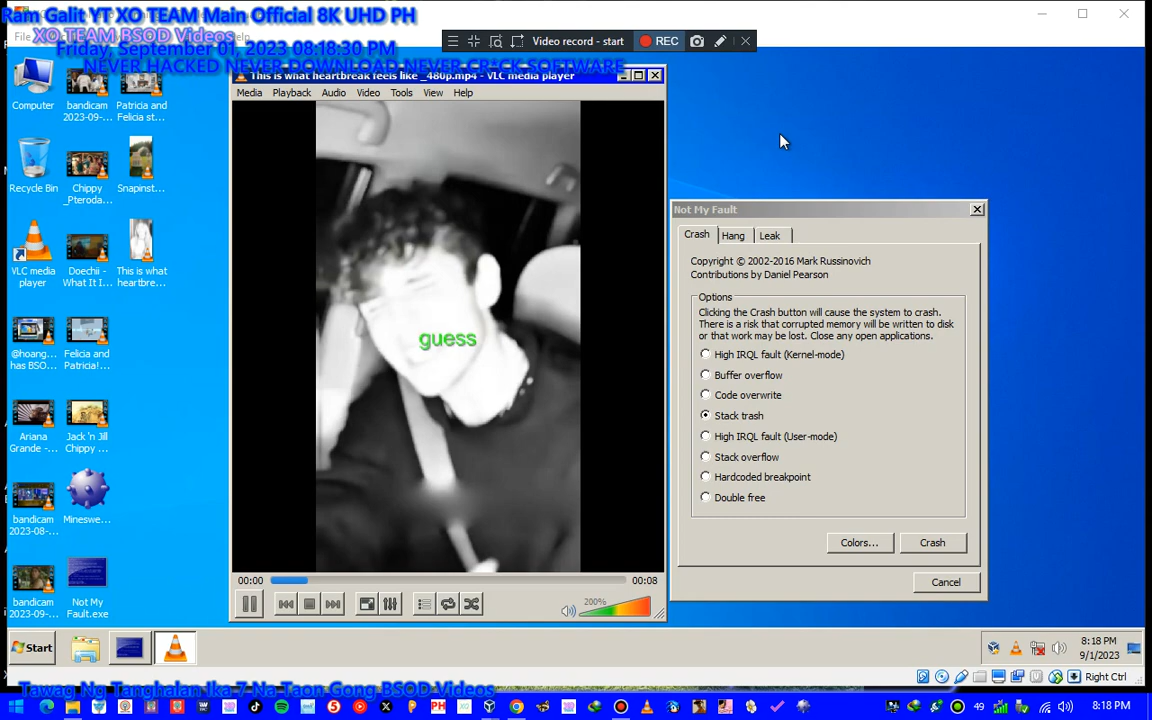 Ram Galit YT XO TEAM Main Official 8K UHD PH
XO TEAM BSOD Videos
Friday, September 01, 2023 08:18:30 PM
NEVER HACKED NEVER DOWNLOAD NEVER CR*CK SOFTWARE
Video record - start
REC
Computer
bandicam 2023-09-...
Patricia and Felicia st...
Recycle Bin
Chippy _Pteroda...
Snapinst...
VLC media player
Doechii - What It I...
This is what heartbre...
@hoang... has BSO...
Felicia and Patricia!...
Ariana Grande -...
Jack 'n Jill Chippy ...
bandicam 2023-08-...
Mineswe...
bandicam 2023-09-...
Not My Fault.exe
This is what heartbreak feels like _480p.mp4 - VLC media player
Media Playback Audio Video Tools View Help
guess
00:00
00:08
200%
Not My Fault
Crash Hang Leak
Copyright © 2002-2016 Mark Russinovich
Contributions by Daniel Pearson
Options
Clicking the Crash button will cause the system to crash.
There is a risk that corrupted memory will be written to disk
or that work may be lost. Close any open applications.
High IRQL fault (Kernel-mode)
Buffer overflow
Code overwrite
Stack trash
High IRQL fault (User-mode)
Stack overflow
Hardcoded breakpoint
Double free
Colors...
Crash
Cancel
Start
8:18 PM
9/1/2023
Right Ctrl
Tawag Ng Tanghalan Ika 7 Na Taon Gong BSOD Videos
PH
49
8:18 PM